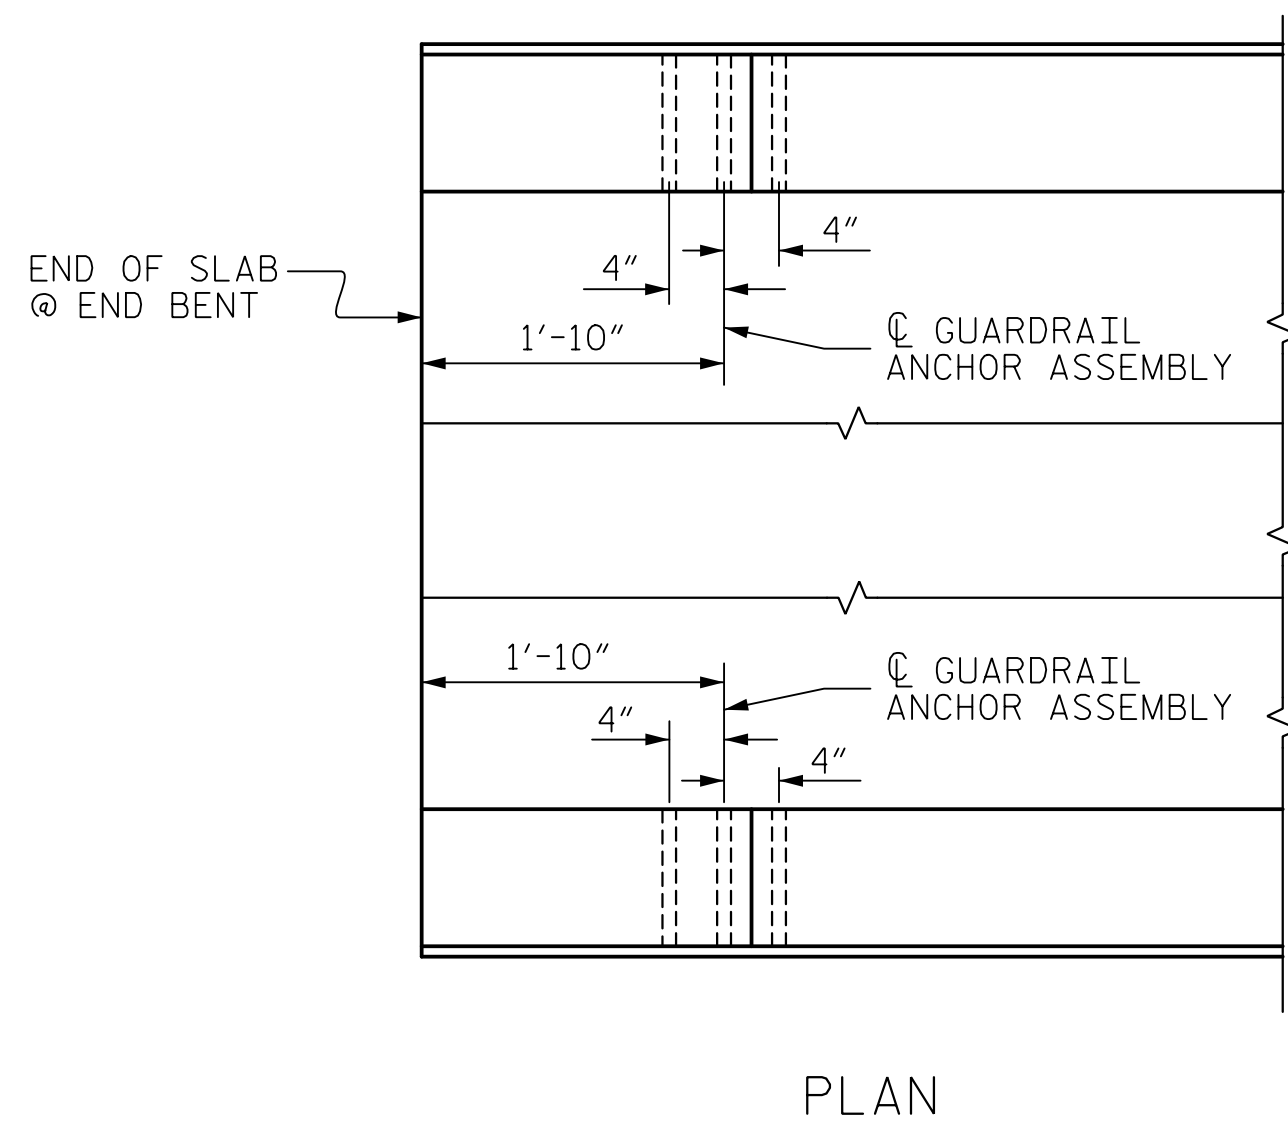 4″
4″
END OF SLAB
@ END BENT
1′-10″
℄ GUARDRAIL
ANCHOR ASSEMBLY
1′-10″
℄ GUARDRAIL
ANCHOR ASSEMBLY
4″
4″
PLAN